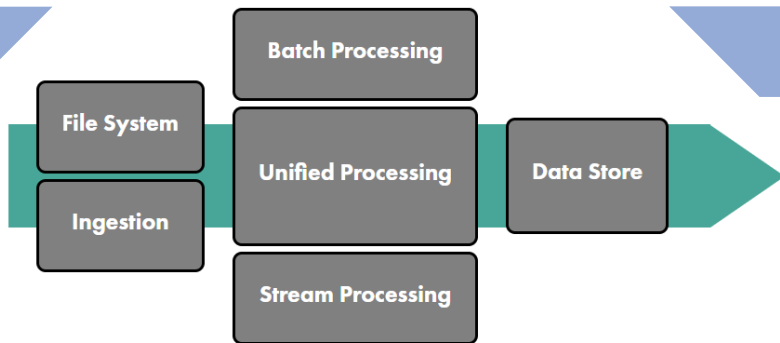 Batch Processing
File System
Unified Processing
Data Store
Ingestion
Stream Processing